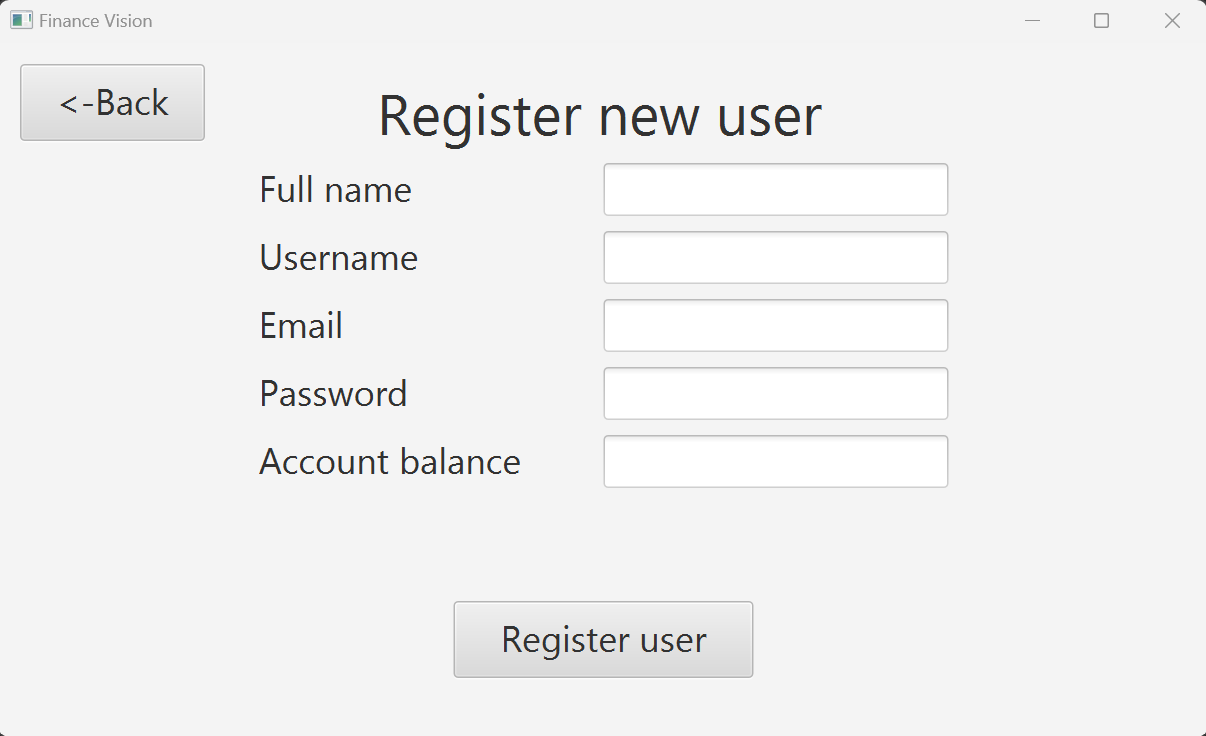 Finance Vision
<-Back
Register new user
Full name
Username
Email
Password
Account balance
Register user